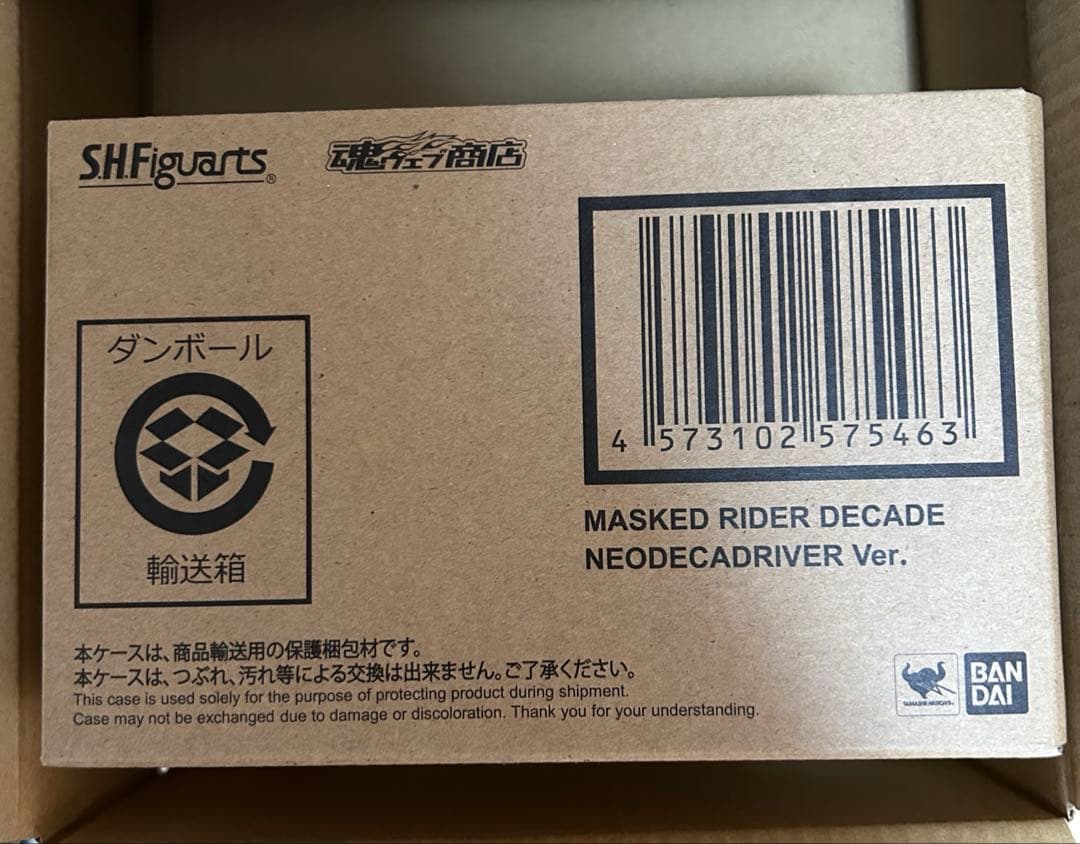 S.H.Figuarts®
魂ウェブ商店
ダンボール
輸送箱
4 573102 575463
MASKED RIDER DECADE
NEODECADRIVER Ver.
本ケースは、商品輸送用の保護梱包材です。
本ケースは、つぶれ、汚れ等による交換は出来ません。ご了承ください。
This case is used solely for the purpose of protecting product during shipment.
Case may not be exchanged due to damage or discoloration. Thank you for your understanding.
TAMASHII NATIONS
BAN
DAI